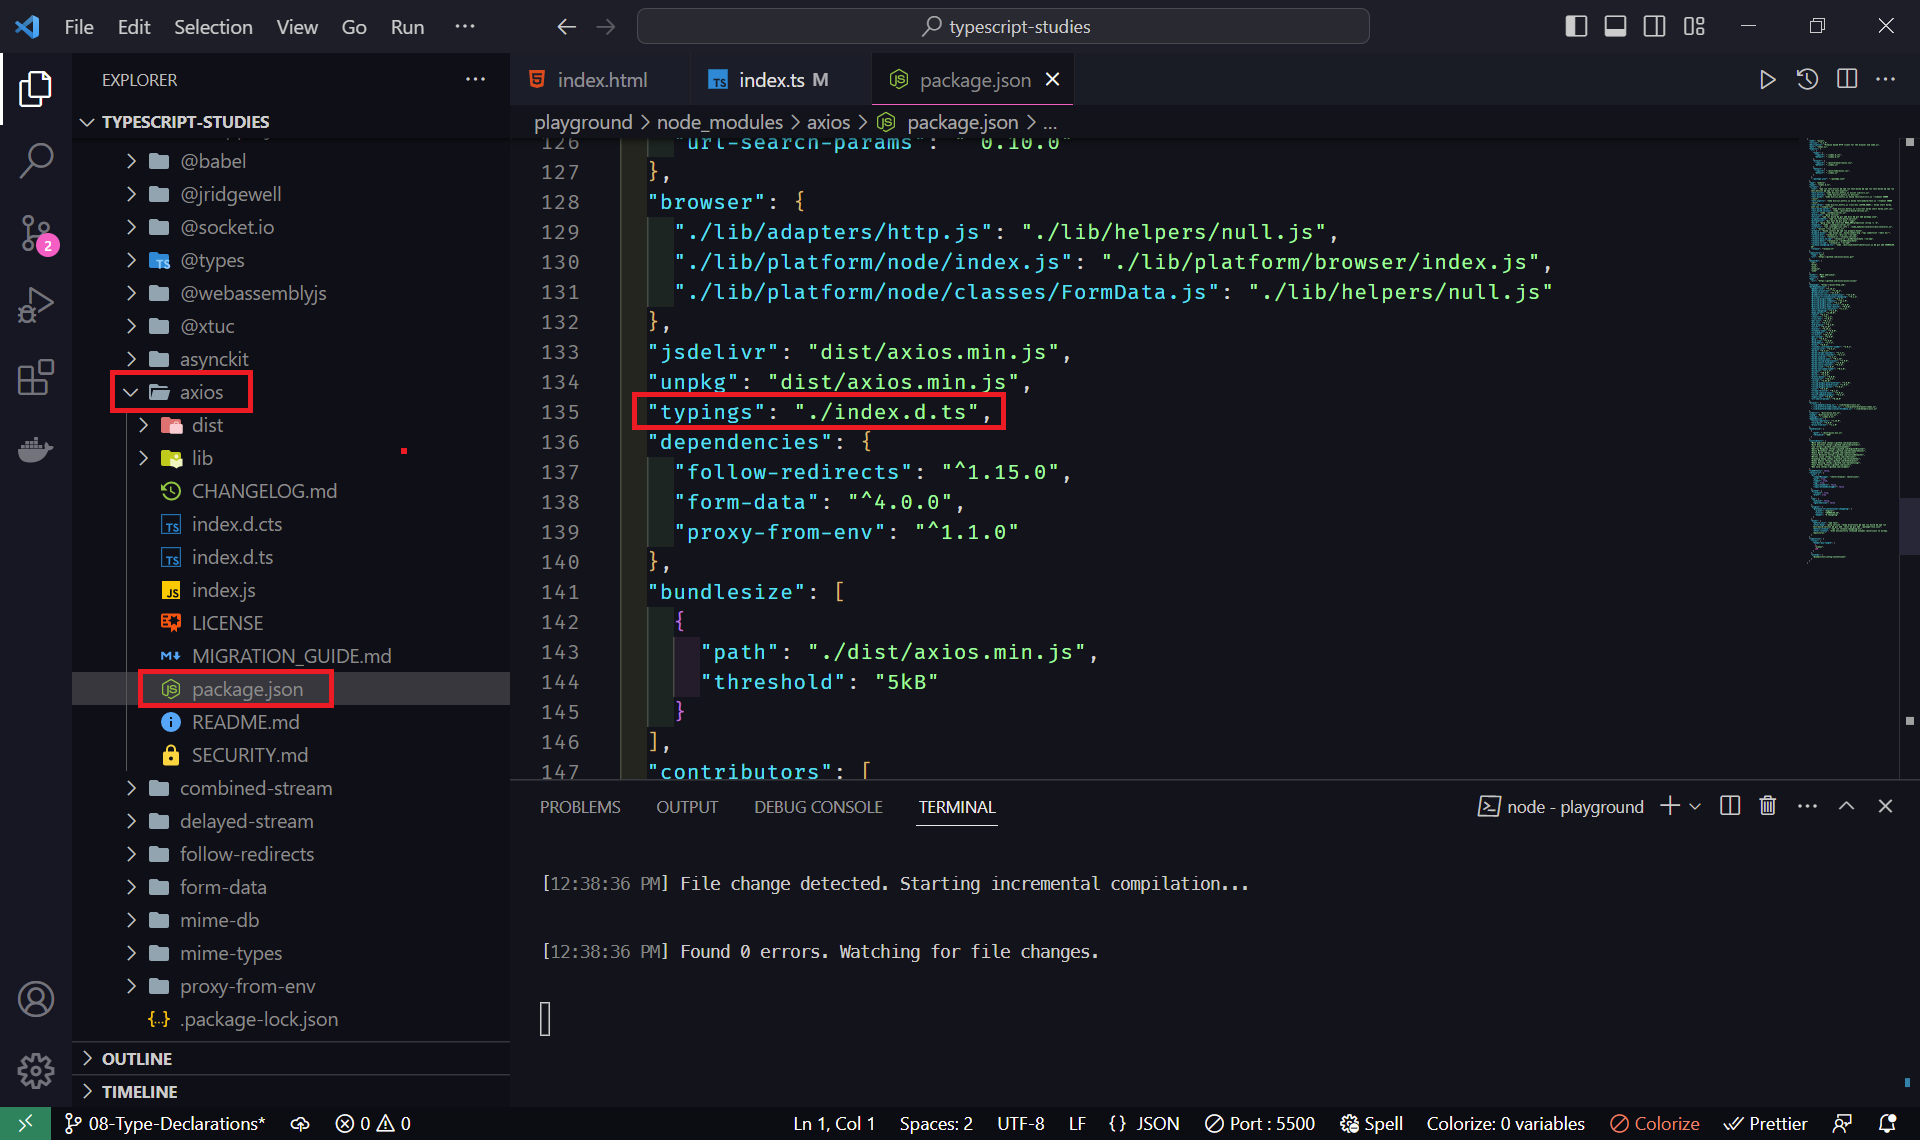 File Edit Selection View Go Run ···
typescript-studies
EXPLORER
TYPESCRIPT-STUDIES
@babel
@jridgewell
@socket.io
@types
@webassemblyjs
@xtuc
asynckit
axios
dist
lib
CHANGELOG.md
index.d.cts
index.d.ts
index.js
LICENSE
MIGRATION_GUIDE.md
package.json
README.md
SECURITY.md
combined-stream
delayed-stream
follow-redirects
form-data
mime-db
mime-types
proxy-from-env
.package-lock.json
OUTLINE
TIMELINE
2
index.html
index.ts M
package.json
playground > node_modules > axios > package.json > ...
126 "url-search-params": "^0.10.0"
127 },
128 "browser": {
129 "./lib/adapters/http.js": "./lib/helpers/null.js",
130 "./lib/platform/node/index.js": "./lib/platform/browser/index.js",
131 "./lib/platform/node/classes/FormData.js": "./lib/helpers/null.js"
132 },
133 "jsdelivr": "dist/axios.min.js",
134 "unpkg": "dist/axios.min.js",
135 "typings": "./index.d.ts",
136 "dependencies": {
137 "follow-redirects": "^1.15.0",
138 "form-data": "^4.0.0",
139 "proxy-from-env": "^1.1.0"
140 },
141 "bundlesize": [
142 {
143 "path": "./dist/axios.min.js",
144 "threshold": "5kB"
145 }
146 ],
147 "contributors": [
PROBLEMS OUTPUT DEBUG CONSOLE TERMINAL
node - playground
[12:38:36 PM] File change detected. Starting incremental compilation...
[12:38:36 PM] Found 0 errors. Watching for file changes.
08-Type-Declarations* 0 0 Ln 1, Col 1 Spaces: 2 UTF-8 LF {} JSON Port : 5500 Spell Colorize: 0 variables Colorize Prettier